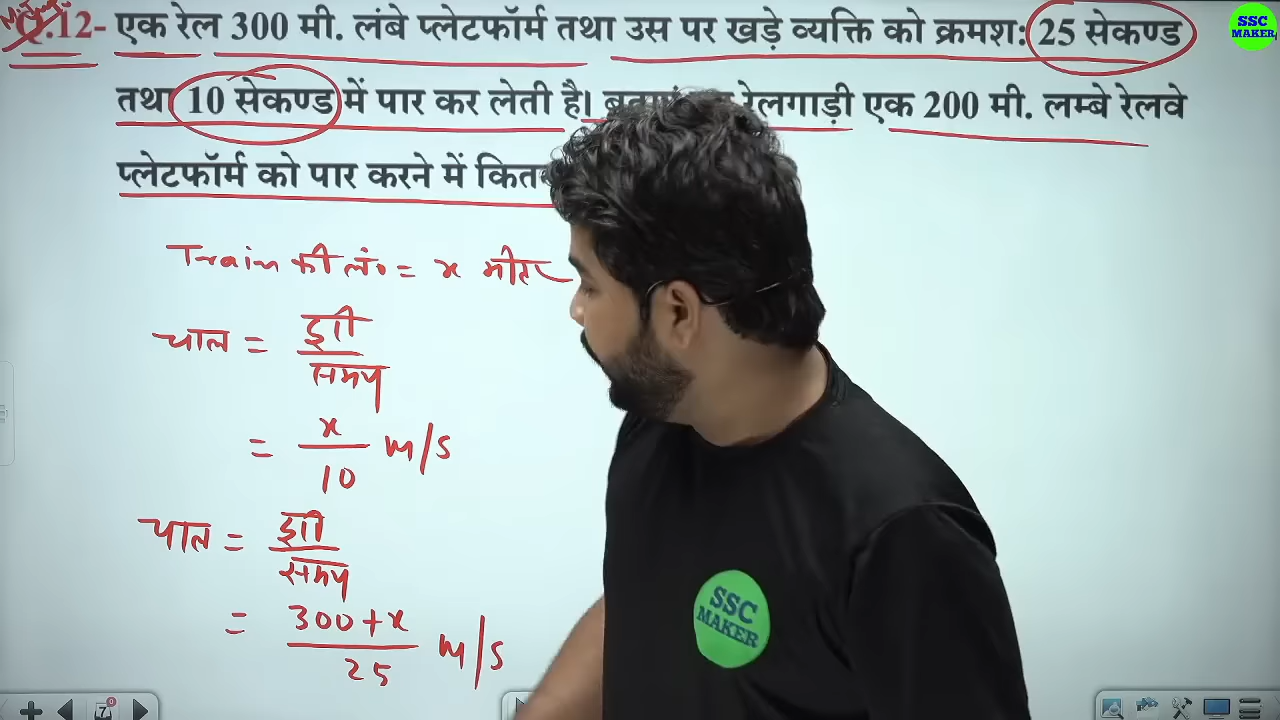 Q.12- एक रेल 300 मी. लंबे प्लेटफॉर्म तथा उस पर खड़े व्यक्ति को क्रमश: 25 सेकण्ड
तथा 10 सेकण्ड में पार कर लेती है। रेलगाड़ी एक 200 मी. लम्बे रेलवे
प्लेटफॉर्म को पार करने में
Train की लं० = x मीटर
चाल = दूरी
समय
= x
10 m/s
चाल = दूरी
समय
= 300+x
25 m/s
SSC
MAKER
SSC
MAKER
7